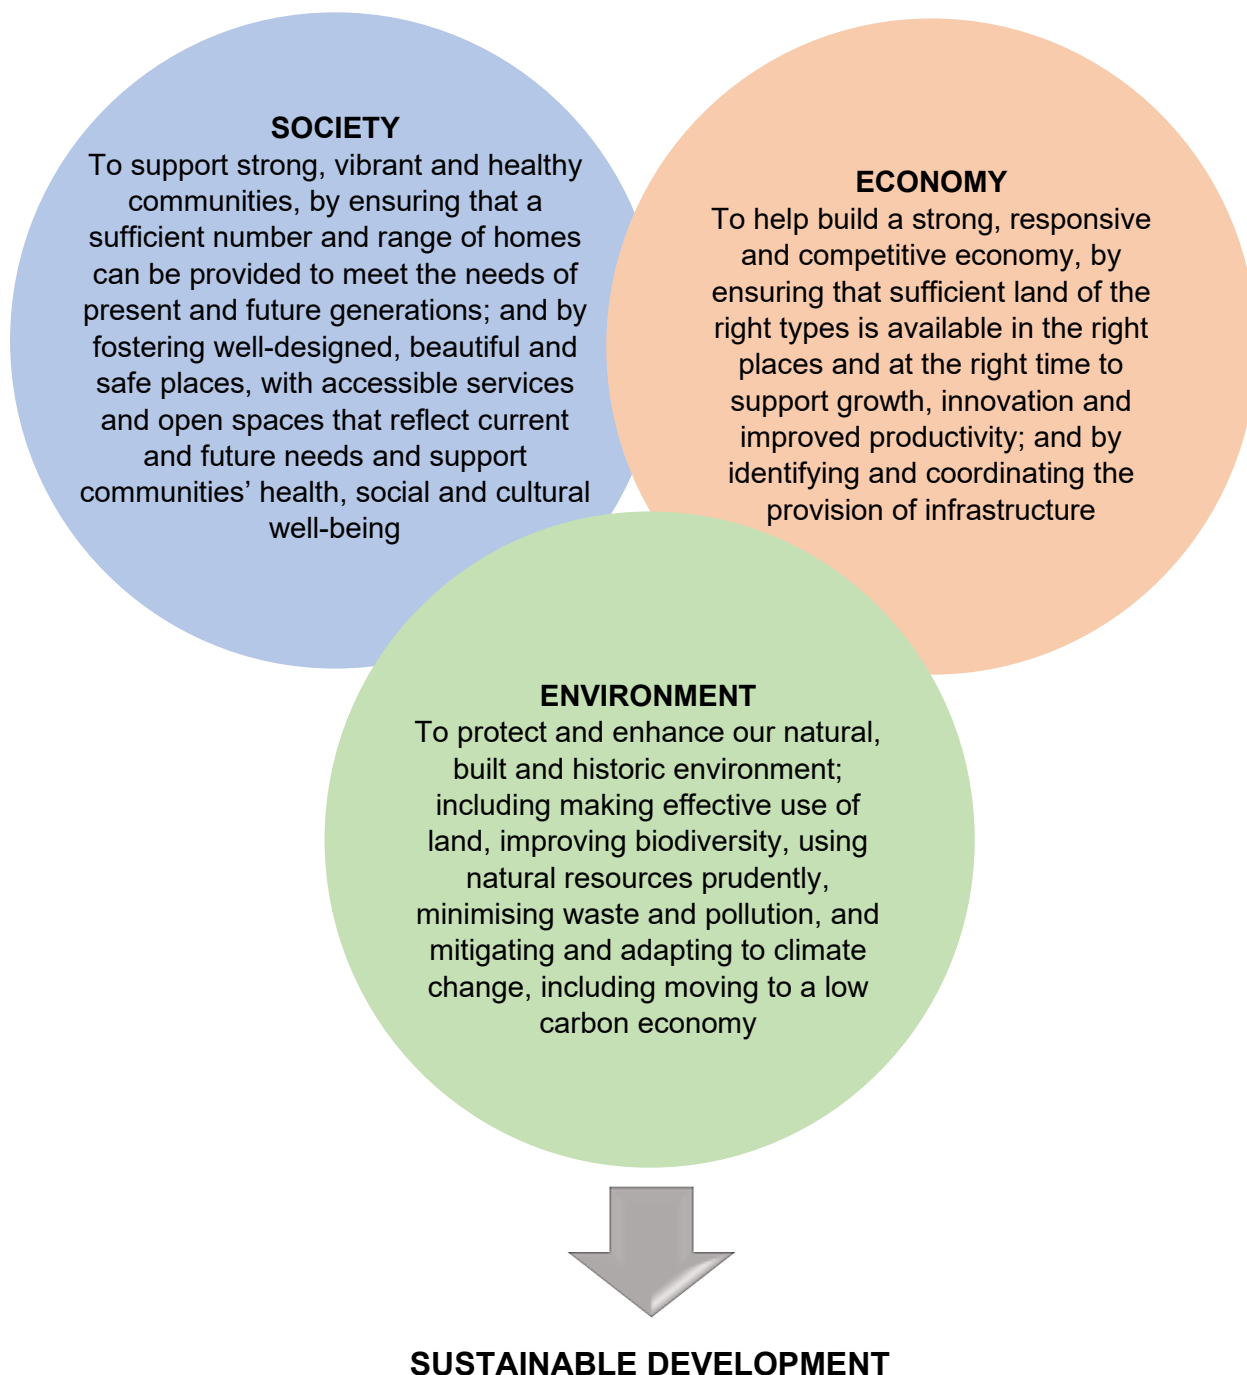 SOCIETY
To support strong, vibrant and healthy
communities, by ensuring that a
sufficient number and range of homes
can be provided to meet the needs of
present and future generations; and by
fostering well-designed, beautiful and
safe places, with accessible services
and open spaces that reflect current
and future needs and support
communities’ health, social and cultural
well-being
ECONOMY
To help build a strong, responsive
and competitive economy, by
ensuring that sufficient land of the
right types is available in the right
places and at the right time to
support growth, innovation and
improved productivity; and by
identifying and coordinating the
provision of infrastructure
ENVIRONMENT
To protect and enhance our natural,
built and historic environment;
including making effective use of
land, improving biodiversity, using
natural resources prudently,
minimising waste and pollution, and
mitigating and adapting to climate
change, including moving to a low
carbon economy
SUSTAINABLE DEVELOPMENT